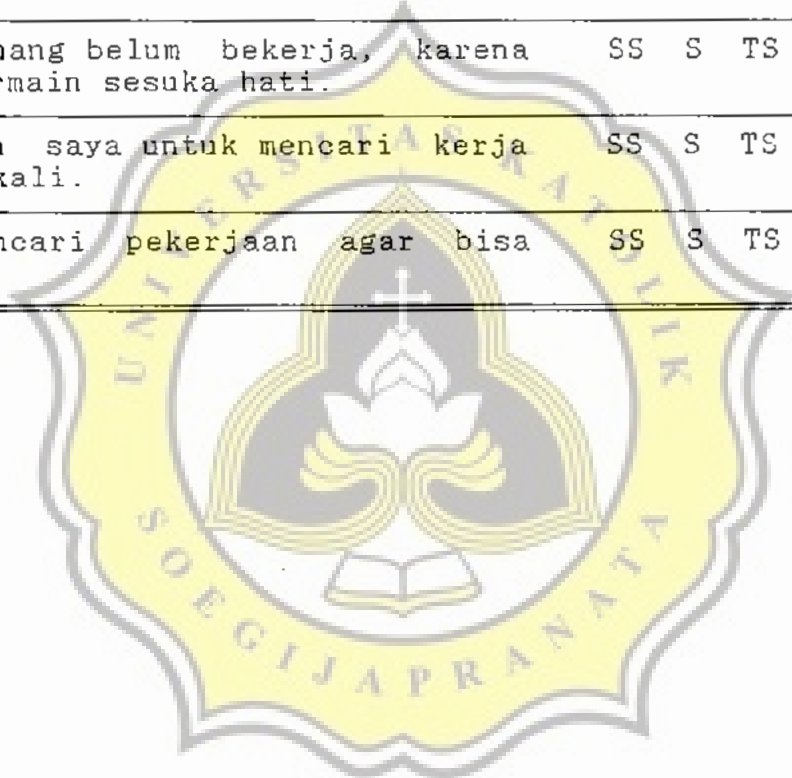 nang belum bekerja, karena SS S TS
rmain sesuka hati.
saya untuk mencari kerja SS S TS
kali.
ncari pekerjaan agar bisa SS S TS
UNIVERSITAS KATOLIK
SOEGIJAPRANATA